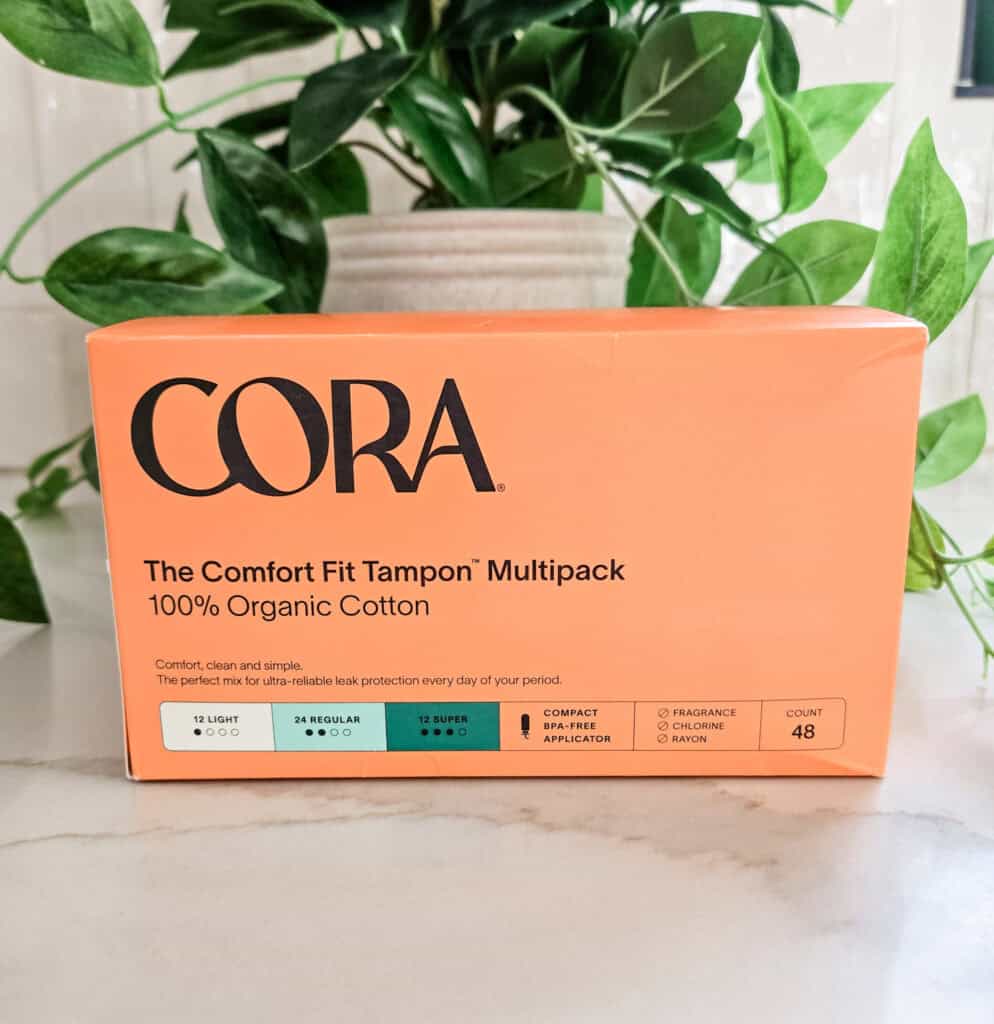 CORA®
The Comfort Fit Tampon™ Multipack
100% Organic Cotton
Comfort, clean and simple.
The perfect mix for ultra-reliable leak protection every day of your period.
12 LIGHT
24 REGULAR
12 SUPER
COMPACT
BPA-FREE
APPLICATOR
FRAGRANCE
CHLORINE
RAYON
COUNT
48